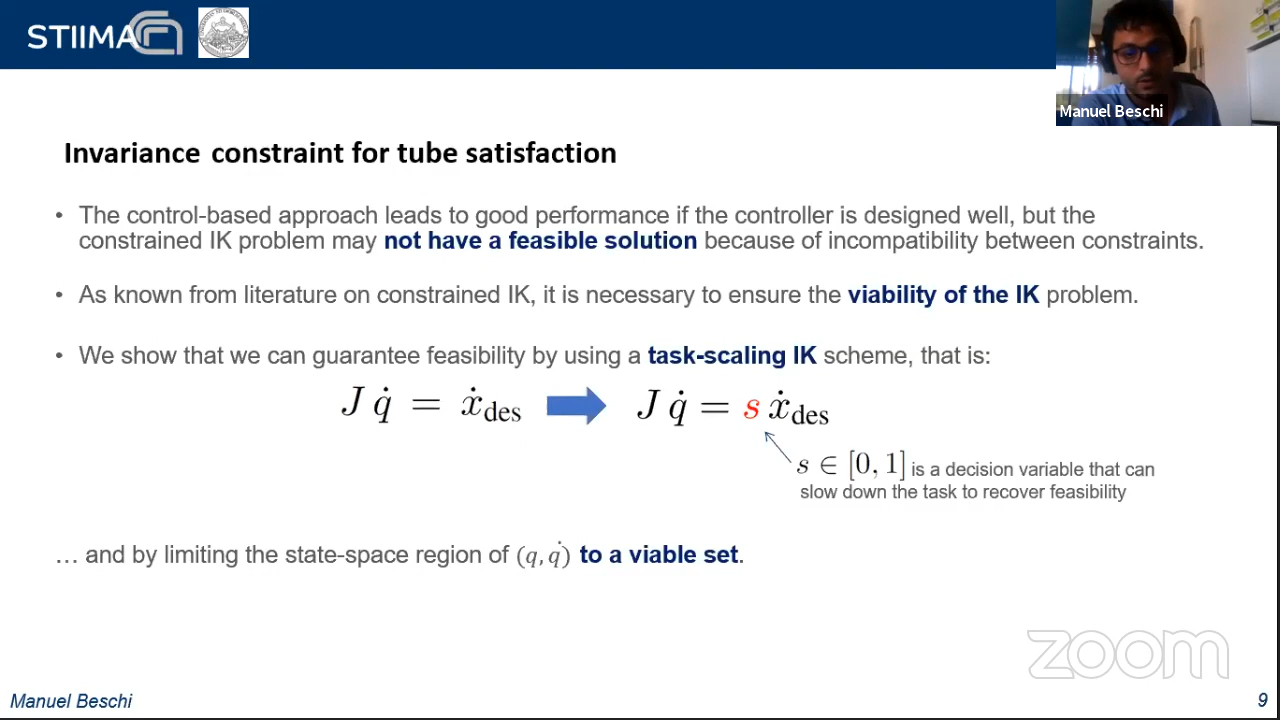 STIIMA
Manuel Beschi
Invariance constraint for tube satisfaction
• The control-based approach leads to good performance if the controller is designed well, but the
constrained IK problem may not have a feasible solution because of incompatibility between constraints.
• As known from literature on constrained IK, it is necessary to ensure the viability of the IK problem.
• We show that we can guarantee feasibility by using a task-scaling IK scheme, that is:
J q̇ = ẋ_des J q̇ = s ẋ_des
s ∈ [0, 1] is a decision variable that can
slow down the task to recover feasibility
… and by limiting the state-space region of (q, q̇) to a viable set.
zoom
Manuel Beschi
9